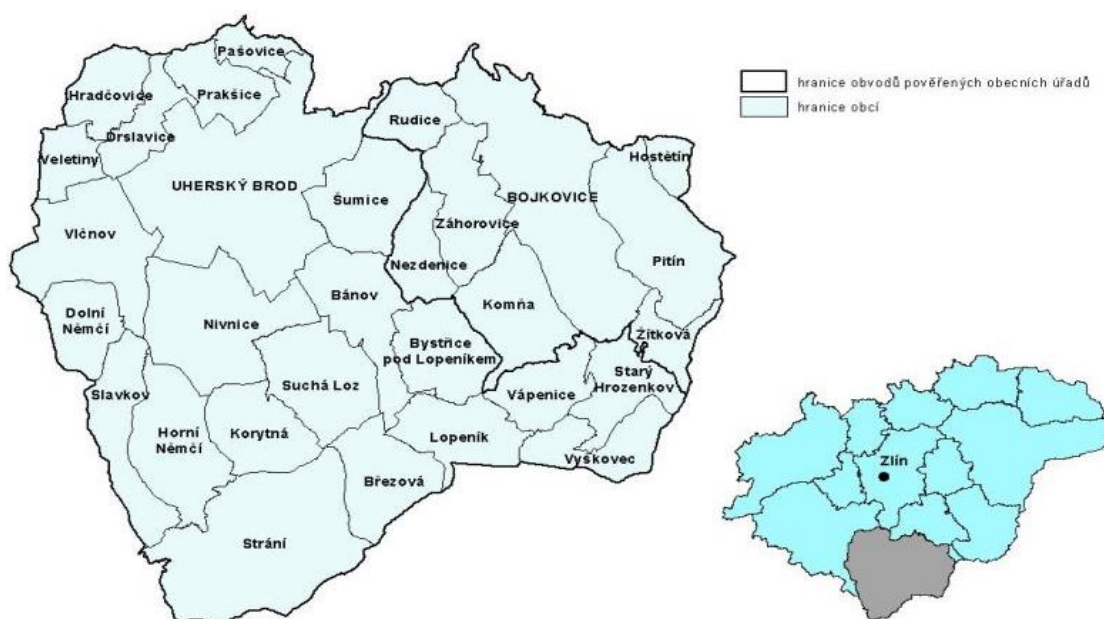 Pašovice
Hradčovice
Prakšice
Rudice
Drslavice
Veletiny
Hostětín
UHERSKÝ BROD
Šumice
BOJKOVICE
Záhorovice
Vlčnov
Nezdenice
Pitín
Bánov
Komňa
Dolní
Němčí
Nivnice
Žítková
Bystřice
pod Lopeníkem
Starý
Hrozenkov
Suchá Loz
Slavkov
Vápenice
Horní
Němčí
Korytná
Lopeník
Vyškovec
Březová
Strání
hranice obvodů pověřených obecních úřadů
hranice obcí
Zlín